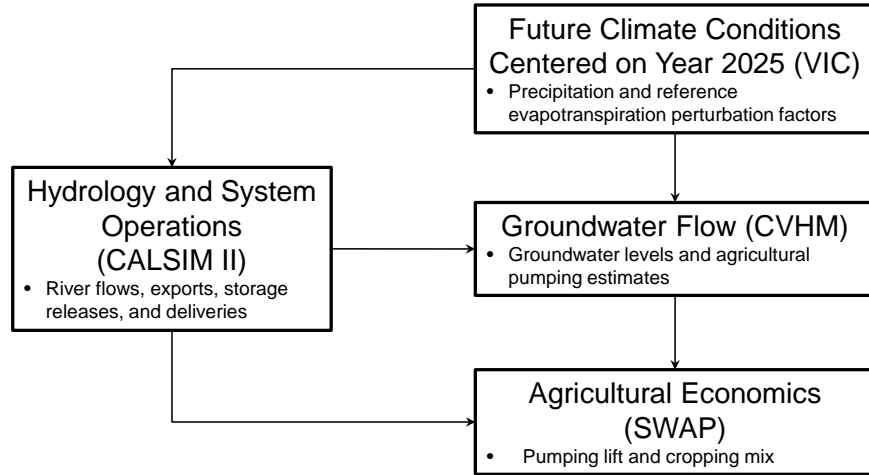 Future Climate Conditions
Centered on Year 2025 (VIC)
• Precipitation and reference
evapotranspiration perturbation factors
Hydrology and System
Operations
(CALSIM II)
• River flows, exports, storage
releases, and deliveries
Groundwater Flow (CVHM)
• Groundwater levels and agricultural
pumping estimates
Agricultural Economics
(SWAP)
• Pumping lift and cropping mix